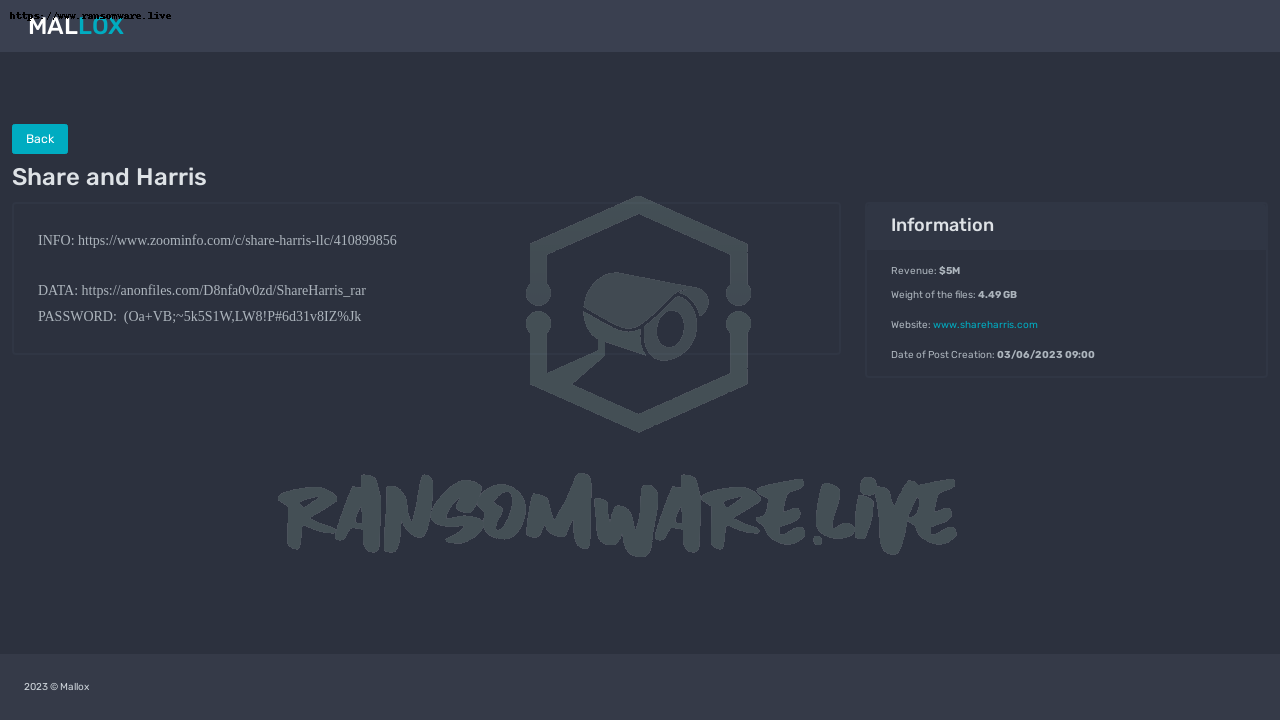 https://www.ransomware.live
MALLOX
Back
Share and Harris
INFO: https://www.zoominfo.com/c/share-harris-llc/410899856
DATA: https://anonfiles.com/D8nfa0v0zd/ShareHarris_rar
PASSWORD:  (Oa+VB;~5k5S1W,LW8!P#6d31v8IZ%Jk
Information
Revenue: $5M
Weight of the files: 4.49 GB
Website: www.shareharris.com
Date of Post Creation: 03/06/2023 09:00
RANSOMWARE.LIVE
2023 © Mallox